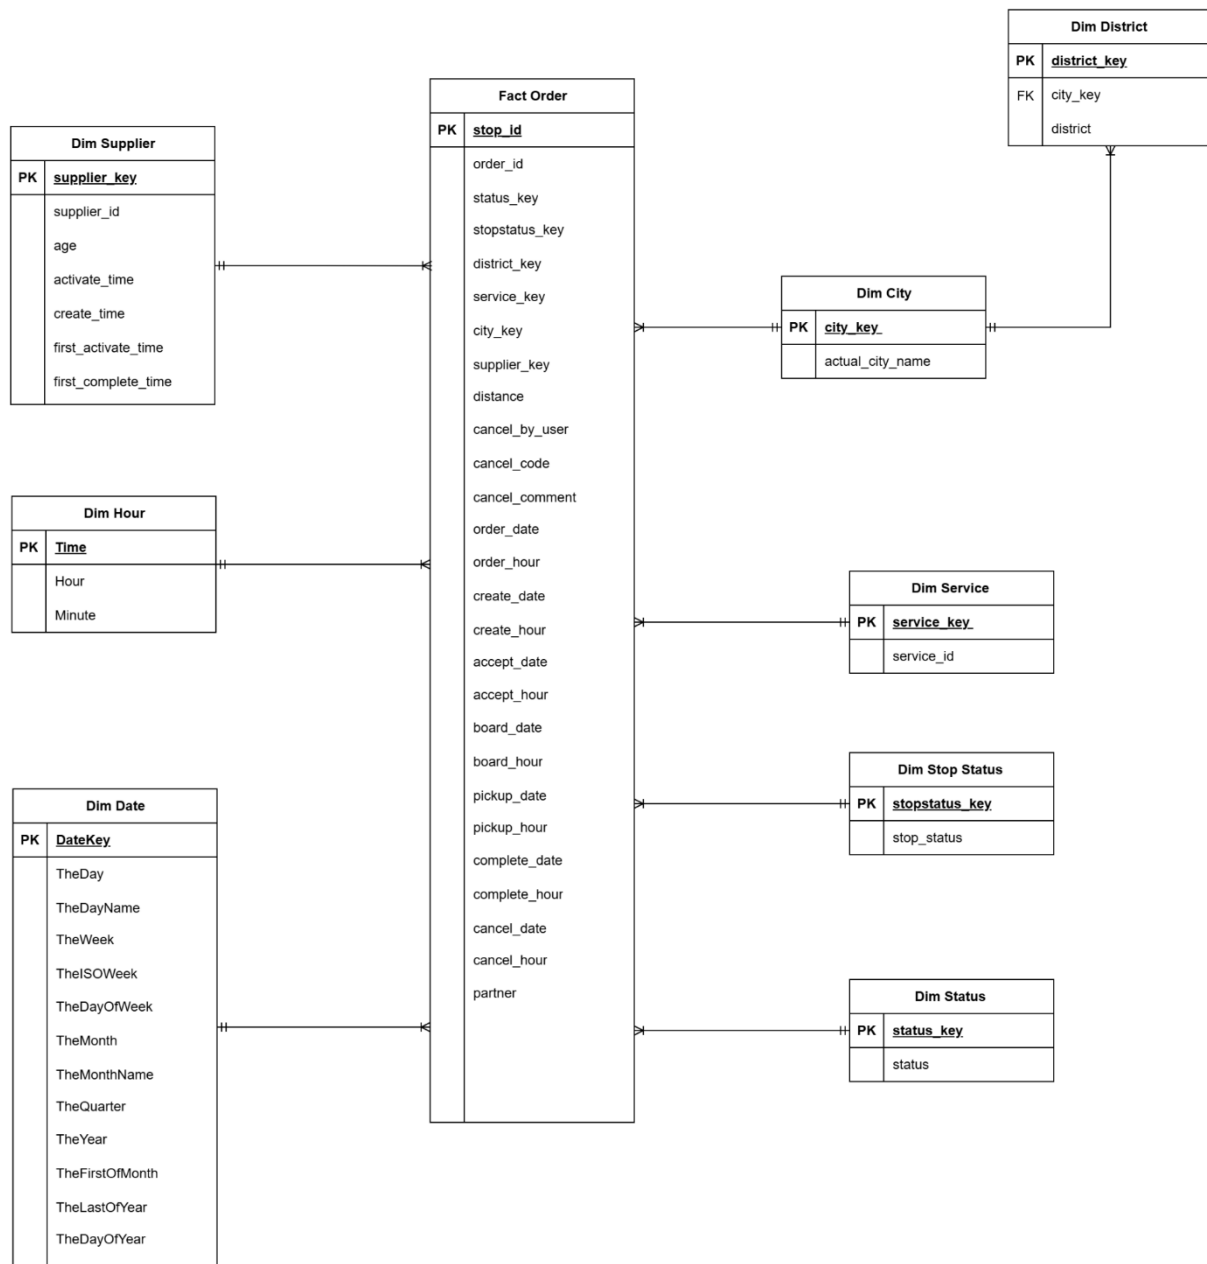 Dim District
PK district_key
FK city_key
district
Fact Order
PK stop_id
order_id
status_key
stopstatus_key
district_key
service_key
city_key
supplier_key
distance
cancel_by_user
cancel_code
cancel_comment
order_date
order_hour
create_date
create_hour
accept_date
accept_hour
board_date
board_hour
pickup_date
pickup_hour
complete_date
complete_hour
cancel_date
cancel_hour
partner
Dim Supplier
PK supplier_key
supplier_id
age
activate_time
create_time
first_activate_time
first_complete_time
Dim City
PK city_key
actual_city_name
Dim Hour
PK Time
Hour
Minute
Dim Service
PK service_key
service_id
Dim Stop Status
PK stopstatus_key
stop_status
Dim Date
PK DateKey
TheDay
TheDayName
TheWeek
TheISOWeek
TheDayOfWeek
TheMonth
TheMonthName
TheQuarter
TheYear
TheFirstOfMonth
TheLastOfYear
TheDayOfYear
Dim Status
PK status_key
status